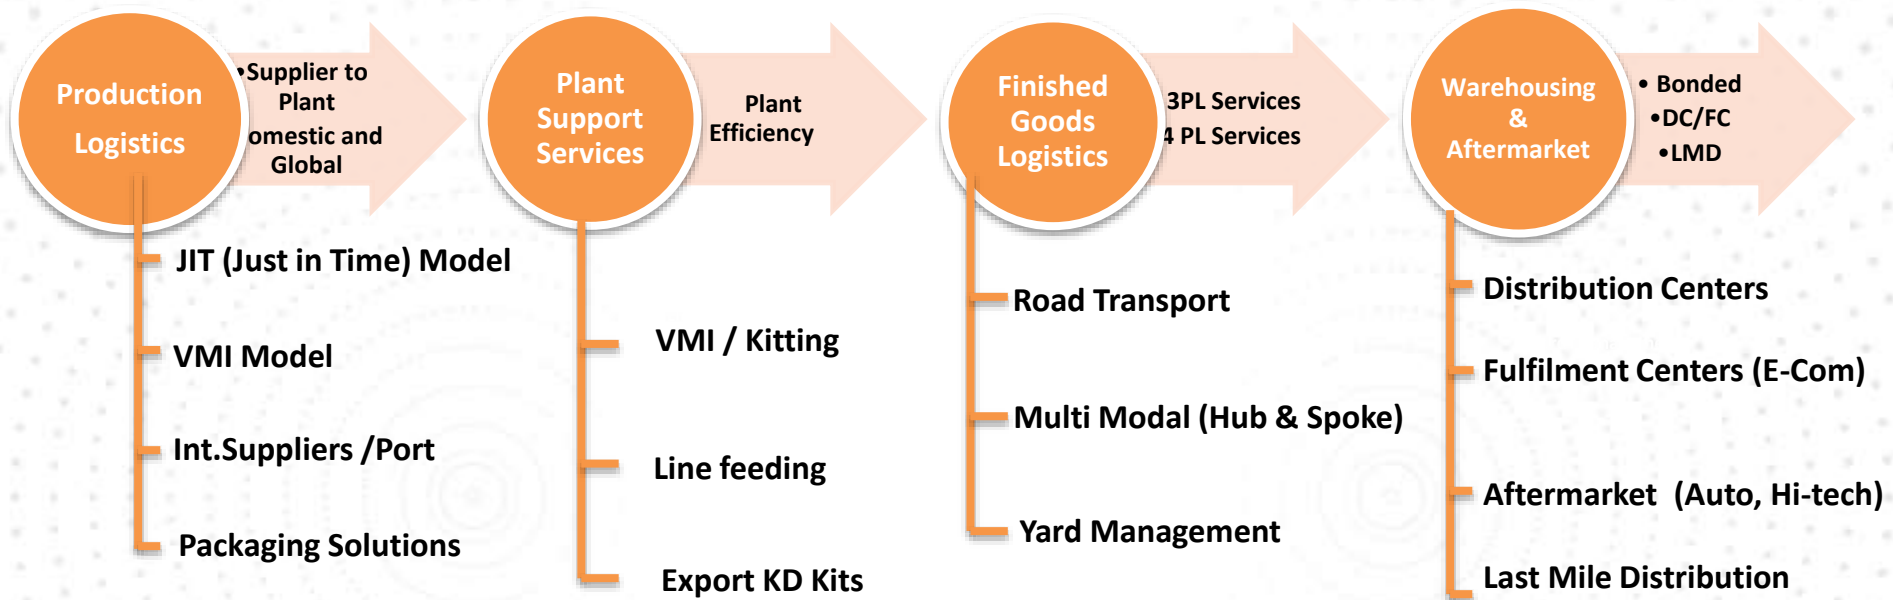 Production
Logistics
•Supplier to
Plant
omestic and
Global
JIT (Just in Time) Model
VMI Model
Int.Suppliers /Port
Packaging Solutions
Plant
Support
Services
Plant
Efficiency
VMI / Kitting
Line feeding
Export KD Kits
Finished
Goods
Logistics
3PL Services
4 PL Services
Road Transport
Multi Modal (Hub & Spoke)
Yard Management
Warehousing
&
Aftermarket
• Bonded
•DC/FC
•LMD
Distribution Centers
Fulfilment Centers (E-Com)
Aftermarket (Auto, Hi-tech)
Last Mile Distribution